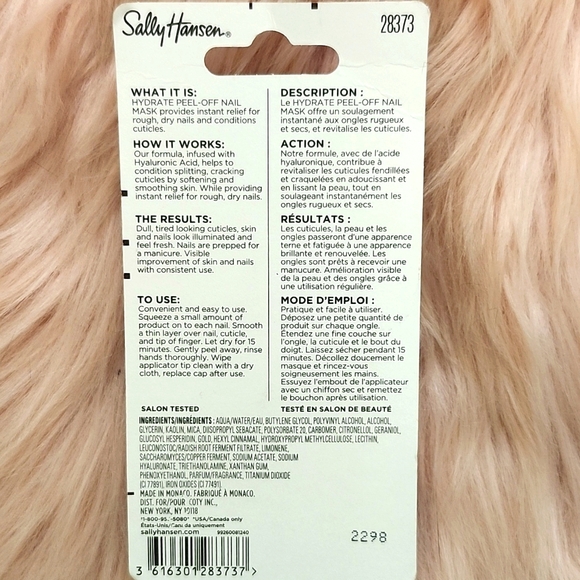 Sally Hansen®
28373
WHAT IT IS:
HYDRATE PEEL-OFF NAIL
MASK provides instant relief for
rough, dry nails and conditions
cuticles.
HOW IT WORKS:
Our formula, infused with
Hyaluronic Acid, helps to
condition splitting, cracking
cuticles by softening and
smoothing skin. While providing
instant relief for rough, dry nails.
THE RESULTS:
Dull, tired looking cuticles, skin
and nails look illuminated and
feel fresh. Nails are prepped for
a manicure. Visible
improvement of skin and nails
with consistent use.
TO USE:
Convenient and easy to use.
Squeeze a small amount of
product on to each nail. Smooth
a thin layer over nail, cuticle,
and tip of finger. Let dry for 15
minutes. Gently peel away, rinse
hands thoroughly. Wipe
applicator tip clean with a dry
cloth, replace cap after use.
DESCRIPTION :
Le HYDRATE PEEL-OFF NAIL
MASK offre un soulagement
instantané aux ongles rugueux
et secs, et revitalise les cuticules.
ACTION :
Notre formule, avec de l'acide
hyaluronique, contribue à
revitaliser les cuticules fendillées
et craquelées en adoucissant et
en lissant la peau, tout en
soulageant instantanément les
ongles rugueux et secs.
RÉSULTATS :
Les cuticules, la peau et les
ongles passeront d'une apparence
terne et fatiguée à une apparence
brillante et renouvelée. Les
ongles sont prêts à recevoir une
manucure. Amélioration visible
de la peau et des ongles grâce à
une utilisation régulière.
MODE D'EMPLOI :
Pratique et facile à utiliser.
Déposez une petite quantité de
produit sur chaque ongle.
Étendez une fine couche sur
l'ongle, la cuticule et le bout du
doigt. Laissez sécher pendant 15
minutes. Décollez doucement le
masque et rincez-vous
soigneusement les mains.
Essuyez l'embout de l'applicateur
avec un chiffon sec et remettez
le bouchon après utilisation.
SALON TESTED
TESTÉ EN SALON DE BEAUTÉ
INGREDIENTS/INGRÉDIENTS: AQUA/WATER/EAU, BUTYLENE GLYCOL, POLYVINYL ALCOHOL, ALCOHOL,
GLYCERIN, KAOLIN, MICA, DIISOPROPYL SEBACATE, POLYSORBATE 20, CARBOMER, CITRONELLOL, GERANIOL,
GLUCOSYL HESPERIDIN, GOLD, HEXYL CINNAMAL, HYDROXYPROPYL METHYLCELLULOSE, LECITHIN,
LEUCONOSTOC/RADISH ROOT FERMENT FILTRATE, LIMONENE,
SACCHAROMYCES/COPPER FERMENT, SODIUM ACETATE, SODIUM
HYALURONATE, TRIETHANOLAMINE, XANTHAN GUM,
PHENOXYETHANOL, PARFUM/FRAGRANCE, TITANIUM DIOXIDE
(CI 77891), IRON OXIDES (CI 77491).
MADE IN MONACO. FABRIQUÉ À MONACO.
DIST. FOR/POUR COTY INC.,
NEW YORK, NY 10118
*USA/Canada only
États-Unis/Canada uniquement
sallyhansen.com
99260081240
2298
3 616301 283737 >